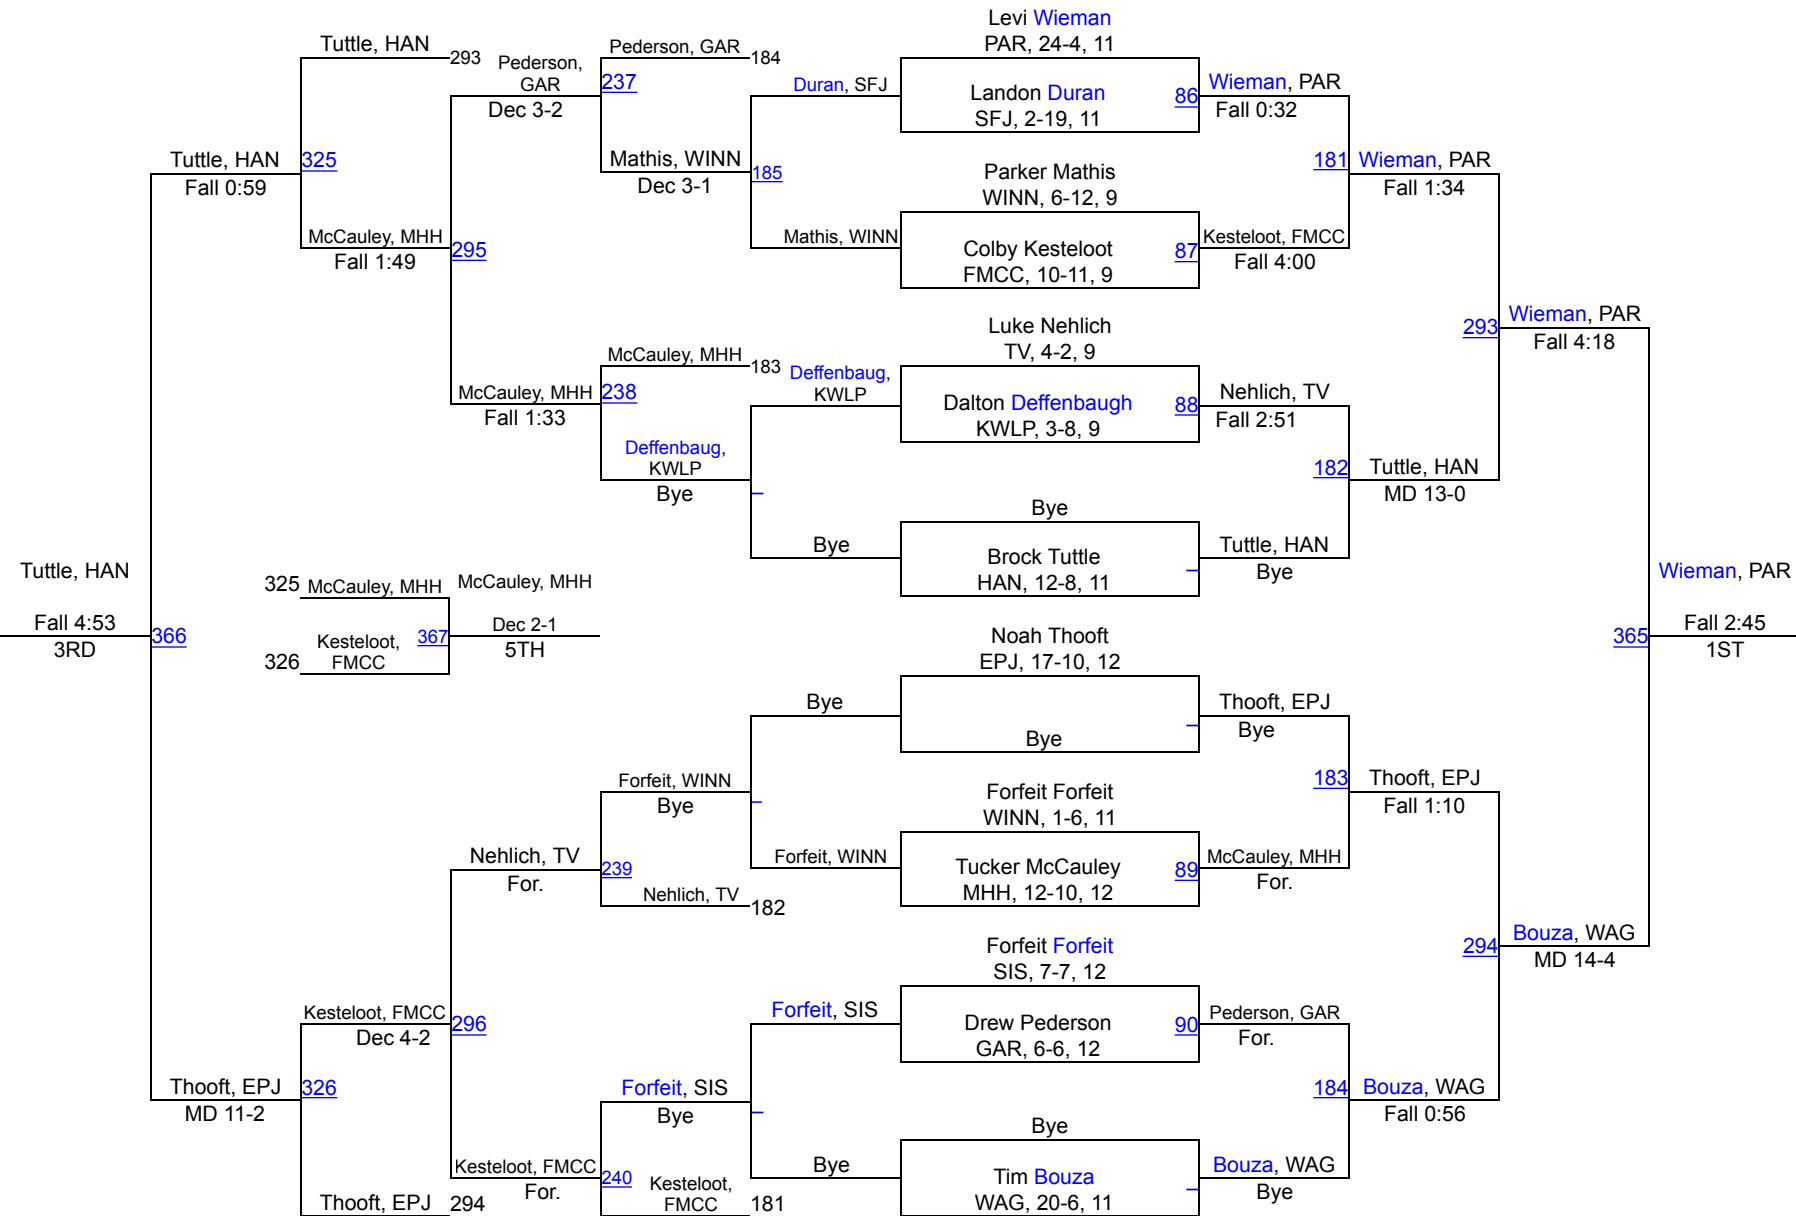 Levi Wieman
PAR, 24-4, 11
Landon Duran
SFJ, 2-19, 11
86
Parker Mathis
WINN, 6-12, 9
Colby Kesteloot
FMCC, 10-11, 9
87
Luke Nehlich
TV, 4-2, 9
Dalton Deffenbaugh
KWLP, 3-8, 9
88
Bye
Brock Tuttle
HAN, 12-8, 11
Noah Thooft
EPJ, 17-10, 12
Bye
Forfeit Forfeit
WINN, 1-6, 11
Tucker McCauley
MHH, 12-10, 12
89
Forfeit Forfeit
SIS, 7-7, 12
Drew Pederson
GAR, 6-6, 12
90
Bye
Tim Bouza
WAG, 20-6, 11
Wieman, PAR
Fall 0:32
181
Kesteloot, FMCC
Fall 4:00
Nehlich, TV
Fall 2:51
182
Tuttle, HAN
Bye
Thooft, EPJ
Bye
183
McCauley, MHH
For.
Pederson, GAR
For.
184
Bouza, WAG
Bye
Wieman, PAR
Fall 1:34
293
Tuttle, HAN
MD 13-0
Thooft, EPJ
Fall 1:10
294
Bouza, WAG
Fall 0:56
Wieman, PAR
Fall 4:18
365
Bouza, WAG
MD 14-4
Wieman, PAR
Fall 2:45
1ST
Duran, SFJ
185
Mathis, WINN
Deffenbaug,
KWLP
Bye
Bye
Forfeit, WINN
Forfeit, SIS
Bye
Pederson, GAR
184
237
Mathis, WINN
Dec 3-1
McCauley, MHH
183
238
Deffenbaug,
KWLP
Bye
Forfeit, WINN
Bye
239
Nehlich, TV
182
Forfeit, SIS
Bye
240
Kesteloot,
FMCC
181
Pederson,
GAR
Dec 3-2
295
McCauley, MHH
Fall 1:33
Nehlich, TV
For.
296
Kesteloot, FMCC
For.
Tuttle, HAN
293
325
McCauley, MHH
Fall 1:49
Kesteloot, FMCC
Dec 4-2
326
Thooft, EPJ
294
Tuttle, HAN
Fall 0:59
366
Thooft, EPJ
MD 11-2
Tuttle, HAN
Fall 4:53
3RD
325
McCauley, MHH
367
326
Kesteloot,
FMCC
McCauley, MHH
Dec 2-1
5TH